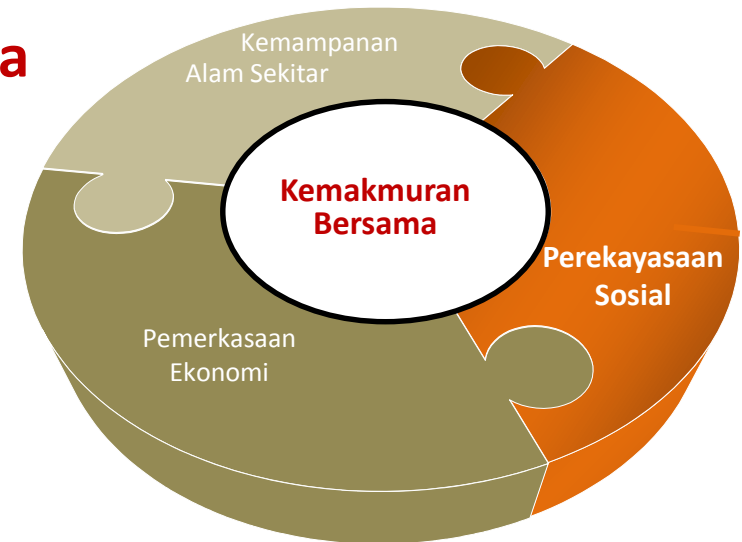 a
Kemampanan
Alam Sekitar
Kemakmuran
Bersama
Perekayasaan
Sosial
Pemerkasaan
Ekonomi